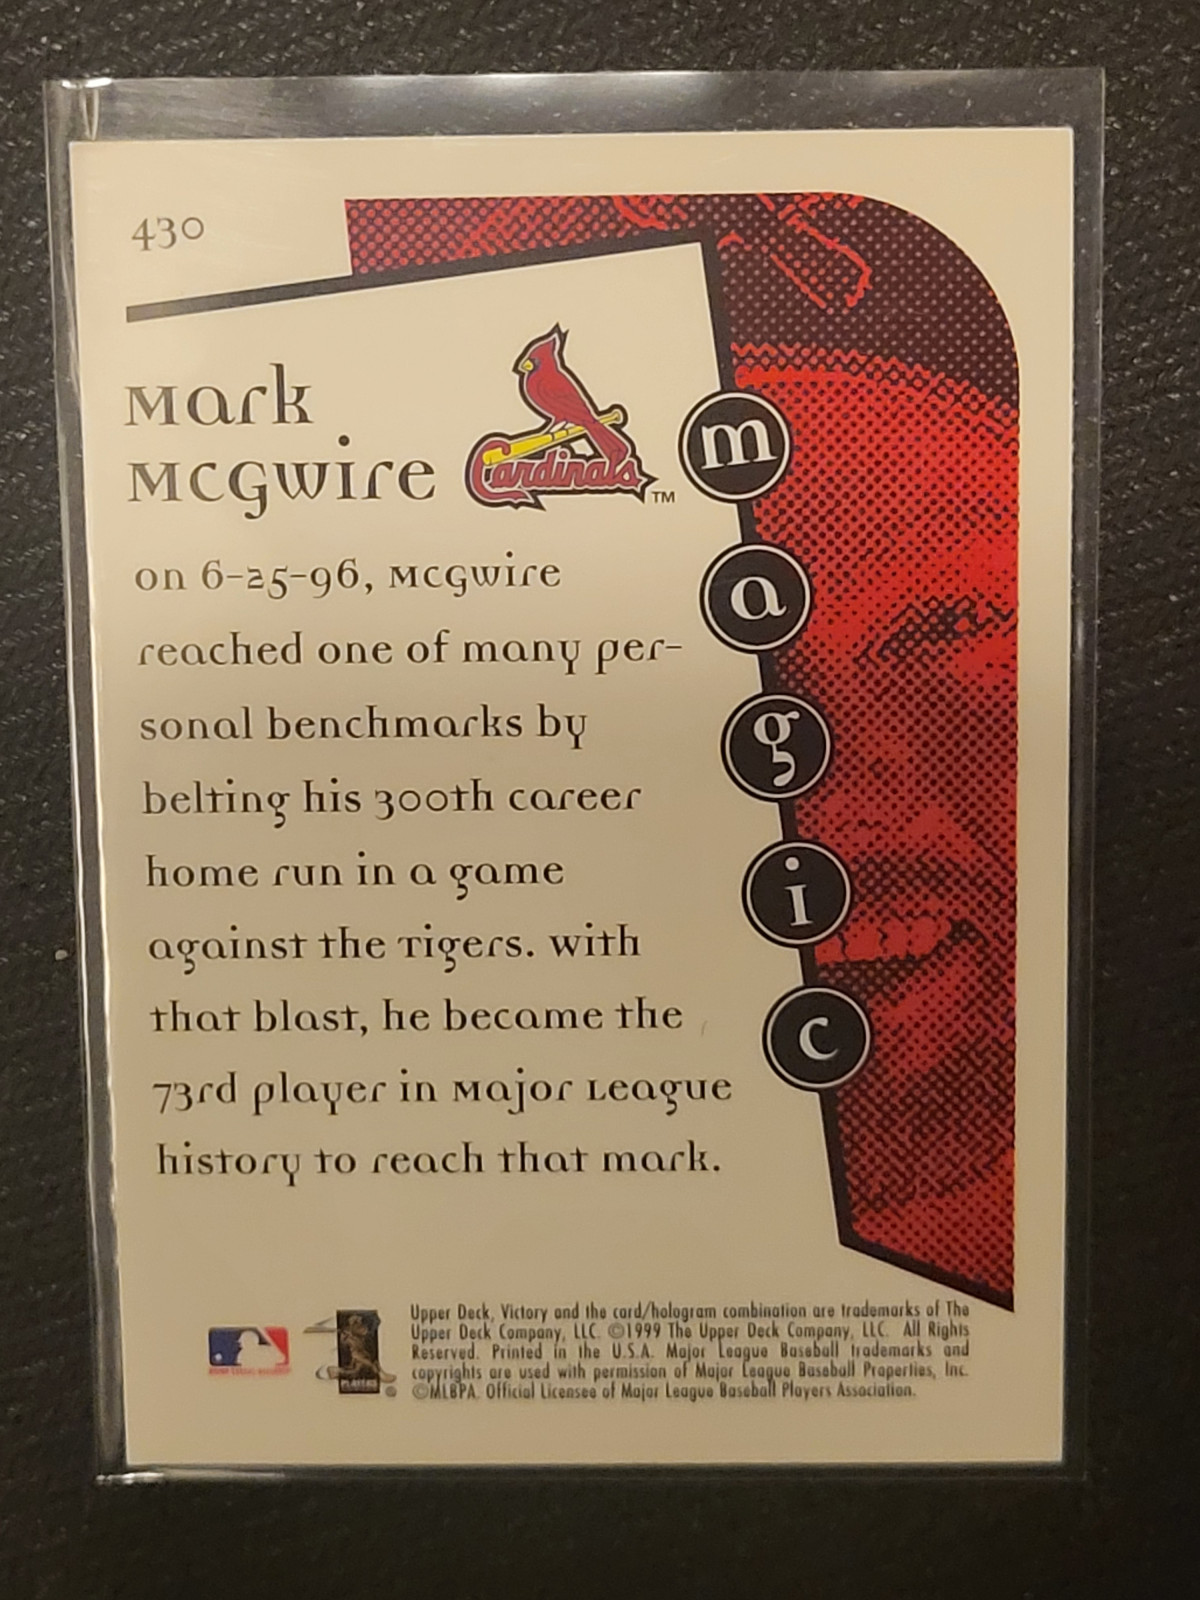 430
Mark
McGwire
Cardinals
TM
magic
on 6-25-96, McGwire
reached one of many per-
sonal benchmarks by
belting his 300th career
home run in a game
against the Tigers. With
that blast, he became the
73rd player in Major League
history to reach that mark.
Upper Deck, Victory and the card/hologram combination are trademarks of The
Upper Deck Company, LLC. ©1999 The Upper Deck Company, LLC. All Rights
Reserved. Printed in the U.S.A. Major League Baseball trademarks and
copyrights are used with permission of Major League Baseball Properties, Inc.
©MLBPA. Official Licensee of Major League Baseball Players Association.
PLAYERS
®